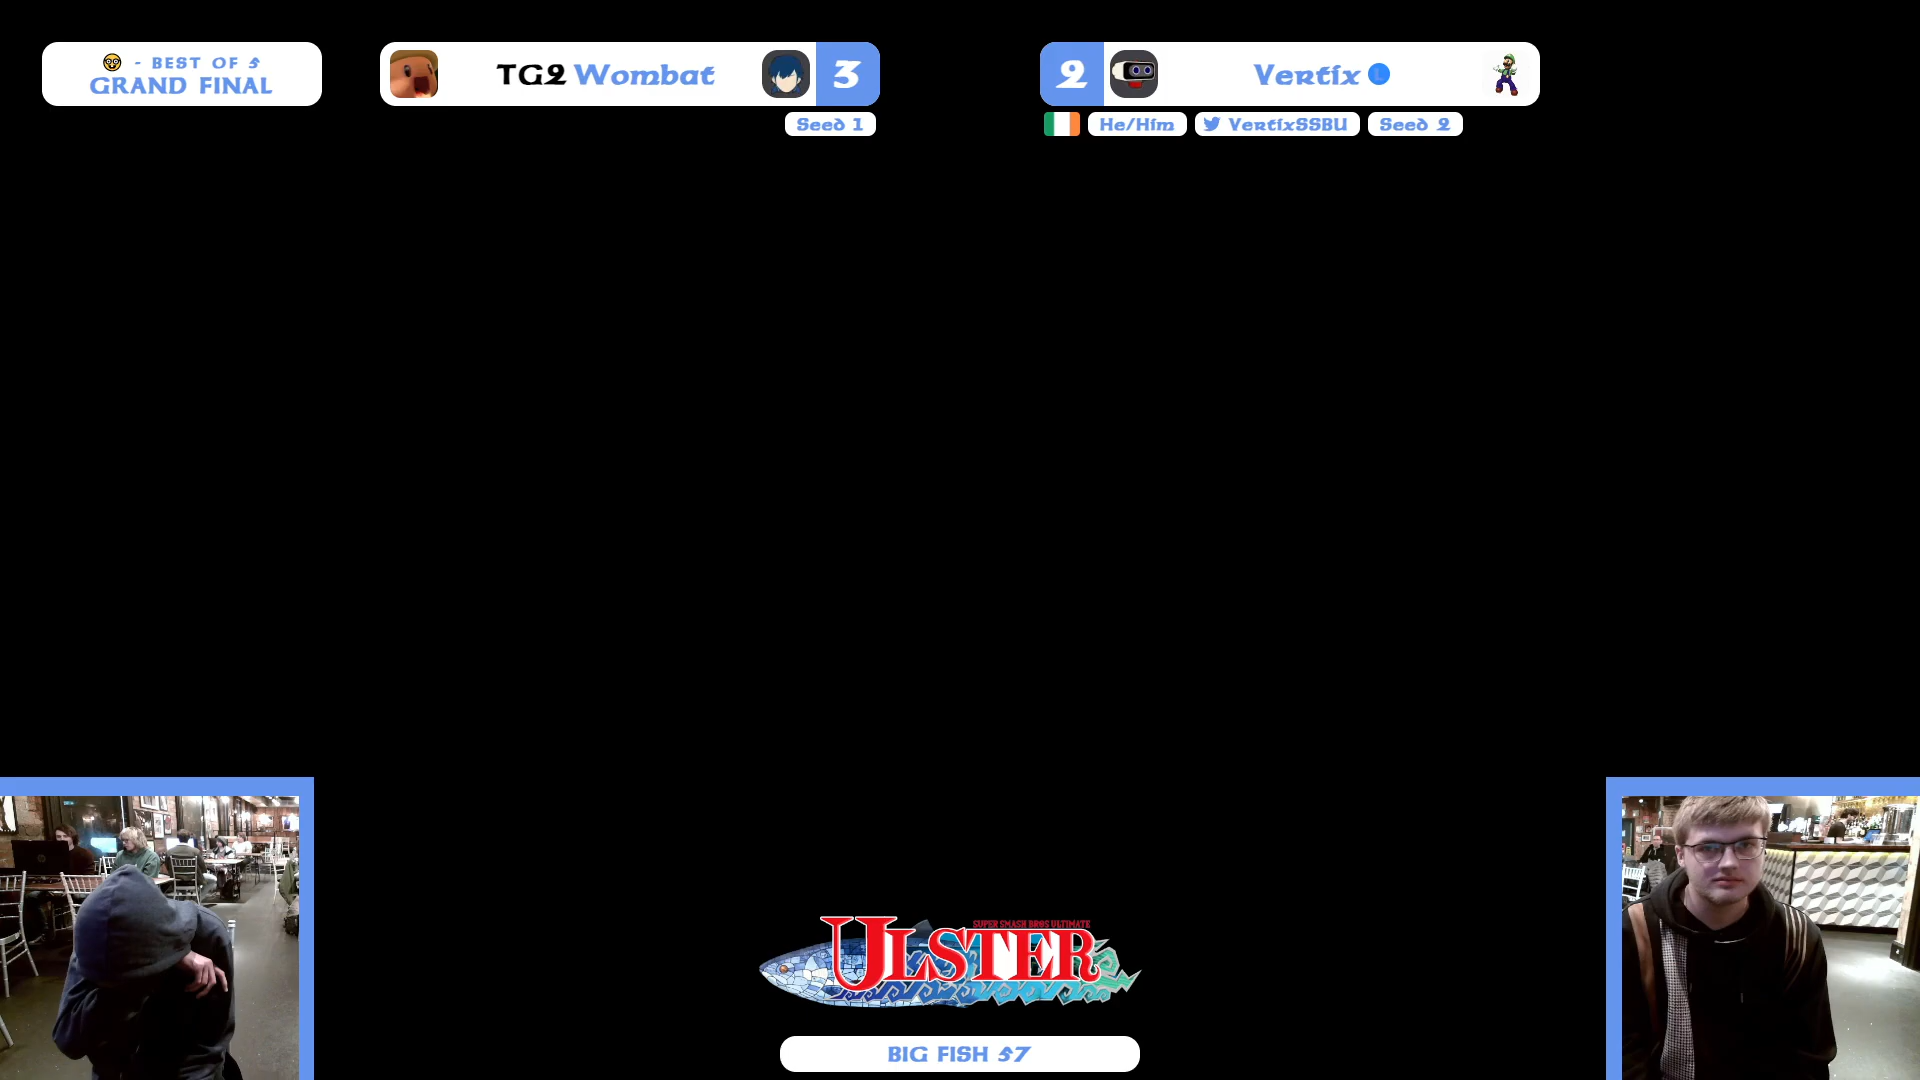 - BEST OF 5
GRAND FINAL
TG2 Wombat
3
Seed 1
2
Vertix L
He/Him
VertixSSBU
Seed 2
SUPER SMASH BROS ULTIMATE
ULSTER
BIG FISH 57